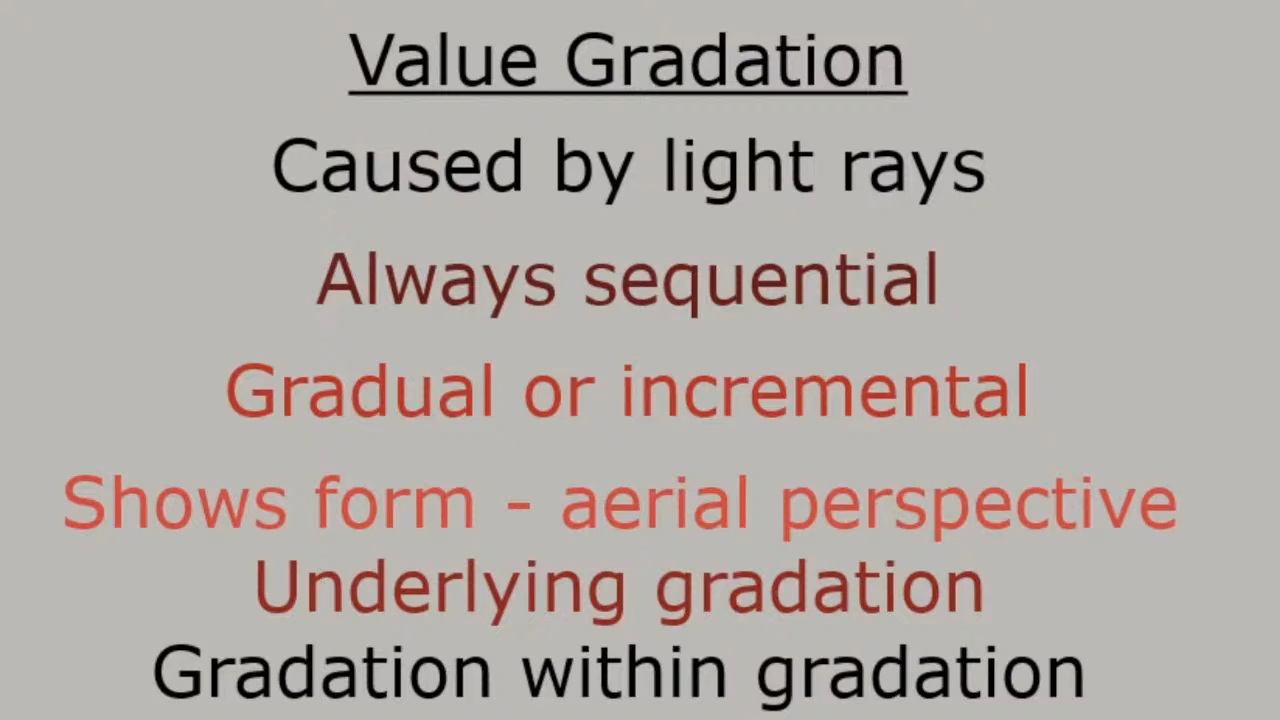 Value Gradation
Caused by light rays
Always sequential
Gradual or incremental
Shows form - aerial perspective
Underlying gradation
Gradation within gradation